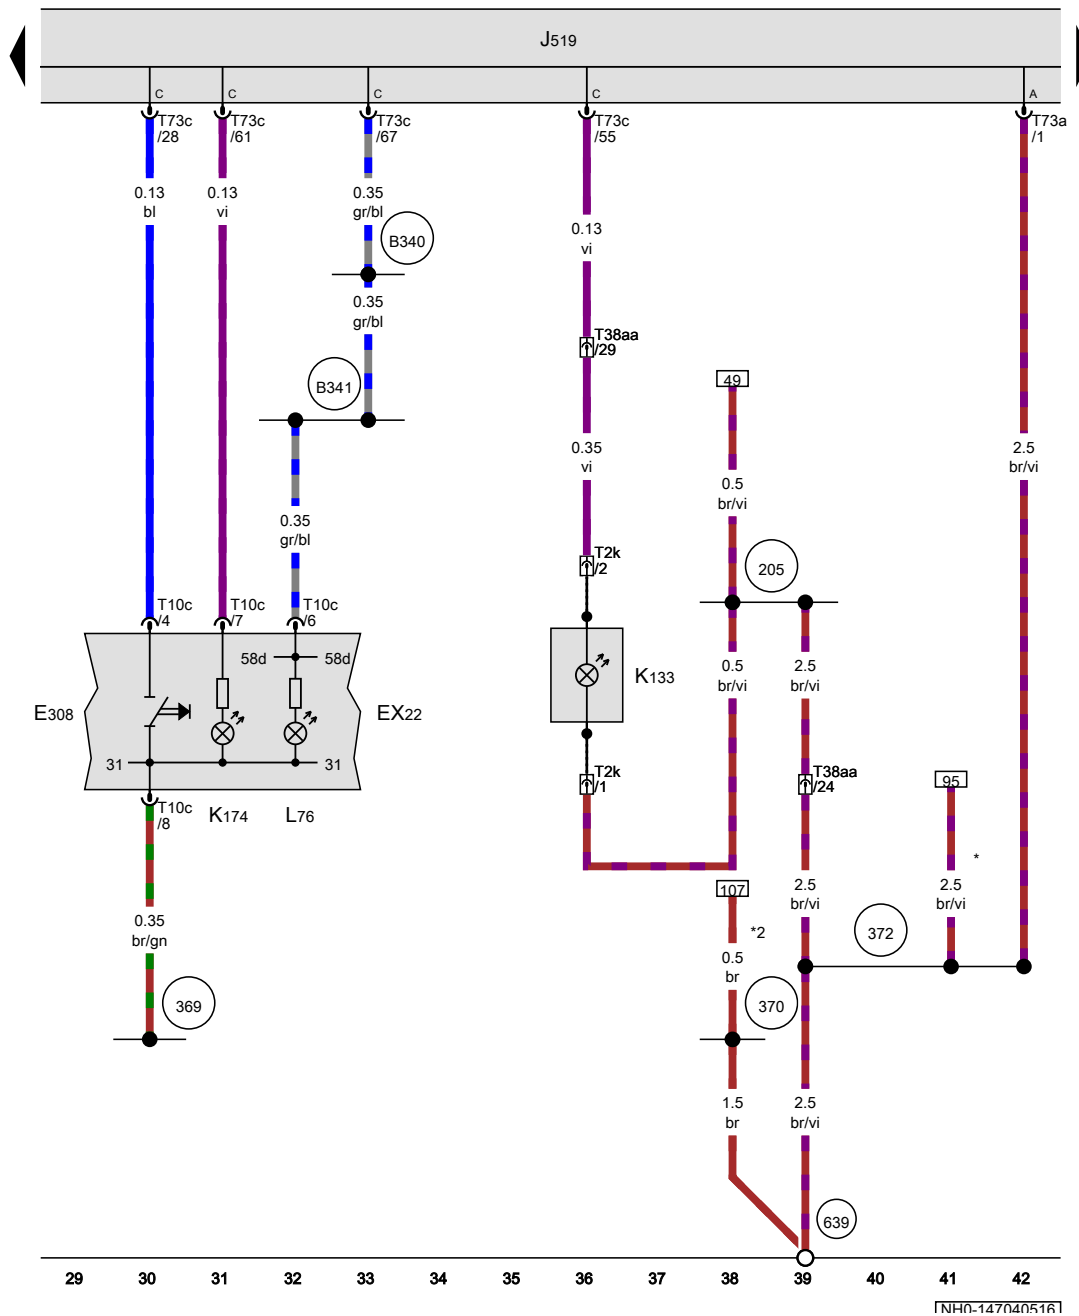 J519
C C C C A
T73c
/28
T73c
/61
T73c
/67
T73c
/55
T73a
/1
0.13
bl
0.13
vi
0.35
gr/bl
0.13
vi
B340
0.35
gr/bl
T38aa
/29
B341
49
0.35
vi
2.5
br/vi
0.5
br/vi
0.35
gr/bl
T2k
/2
205
T10c
/4
T10c
/7
T10c
/6
58d 58d
0.5
br/vi
2.5
br/vi
K133
E308
EX22
31 31
T2k
/1
T38aa
/24
95
T10c
/8
K174
L76
*
107
2.5
br/vi
2.5
br/vi
0.35
br/gn
*2
372
0.5
br
369
370
1.5
br
2.5
br/vi
639
29 30 31 32 33 34 35 36 37 38 39 40 41 42
NH0-147040516